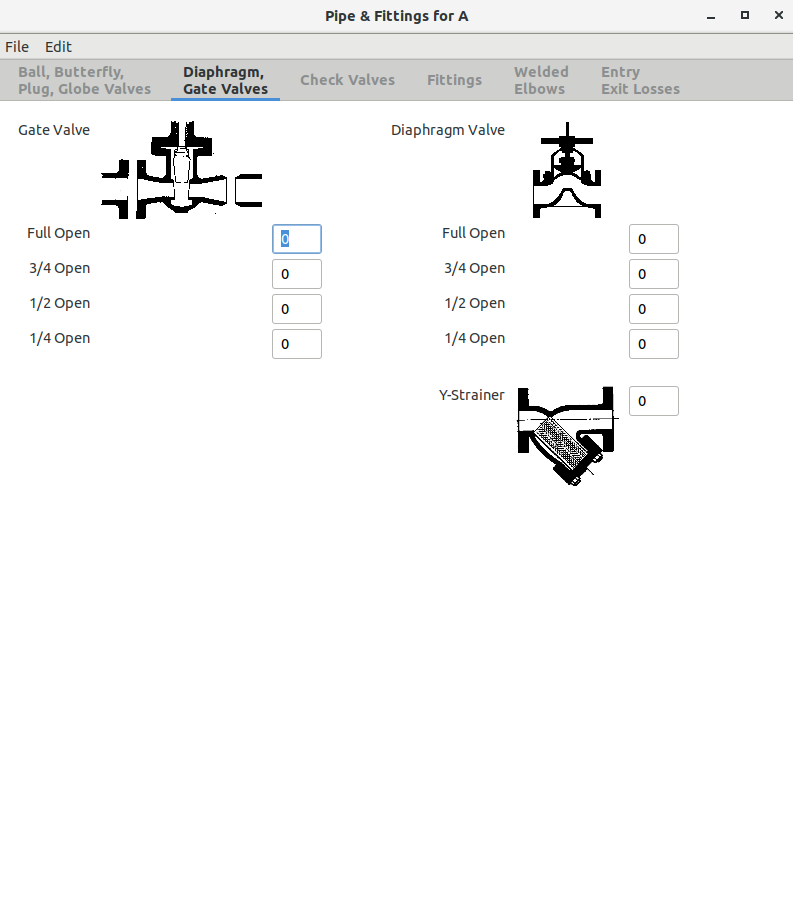 Pipe & Fittings for A
File Edit
Ball, Butterfly,
Plug, Globe Valves
Diaphragm,
Gate Valves
Check Valves
Fittings
Welded
Elbows
Entry
Exit Losses
Gate Valve
Full Open 0
3/4 Open 0
1/2 Open 0
1/4 Open 0
Diaphragm Valve
Full Open 0
3/4 Open 0
1/2 Open 0
1/4 Open 0
Y-Strainer 0